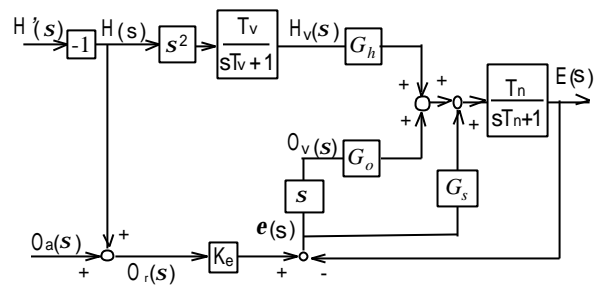 H'(s) H(s) Tv Hv(s)
-1 s² sTv+1 Gh
+ + Tn E(s)
+ + sTn+1
Ov(s) Go
s Gs
e(s)
Oa(s) + Ke
+ Or(s) + -